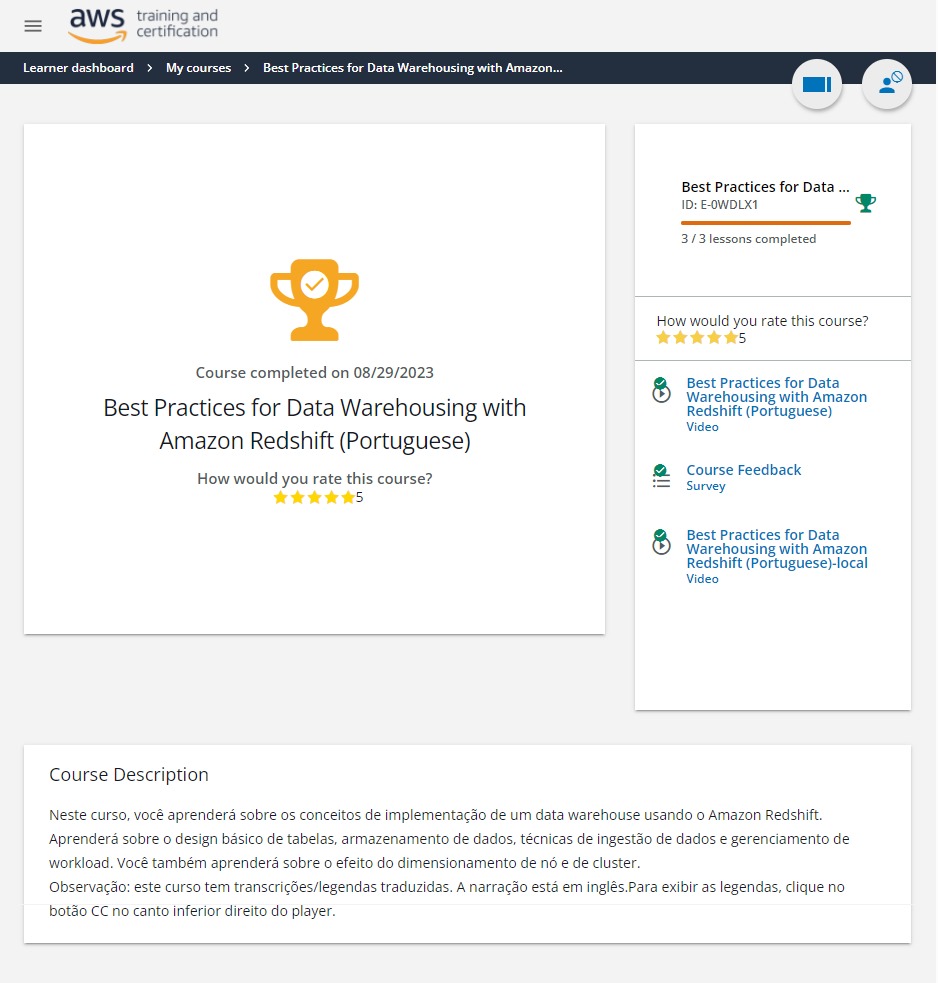 aws training and
certification
Learner dashboard > My courses > Best Practices for Data Warehousing with Amazon...
Course completed on 08/29/2023
Best Practices for Data Warehousing with
Amazon Redshift (Portuguese)
How would you rate this course?
5
Best Practices for Data ...
ID: E-0WDLX1
3 / 3 lessons completed
How would you rate this course?
5
Best Practices for Data
Warehousing with Amazon
Redshift (Portuguese)
Video
Course Feedback
Survey
Best Practices for Data
Warehousing with Amazon
Redshift (Portuguese)-local
Video
Course Description
Neste curso, você aprenderá sobre os conceitos de implementação de um data warehouse usando o Amazon Redshift.
Aprenderá sobre o design básico de tabelas, armazenamento de dados, técnicas de ingestão de dados e gerenciamento de
workload. Você também aprenderá sobre o efeito do dimensionamento de nó e de cluster.
Observação: este curso tem transcrições/legendas traduzidas. A narração está em inglês.Para exibir as legendas, clique no
botão CC no canto inferior direito do player.